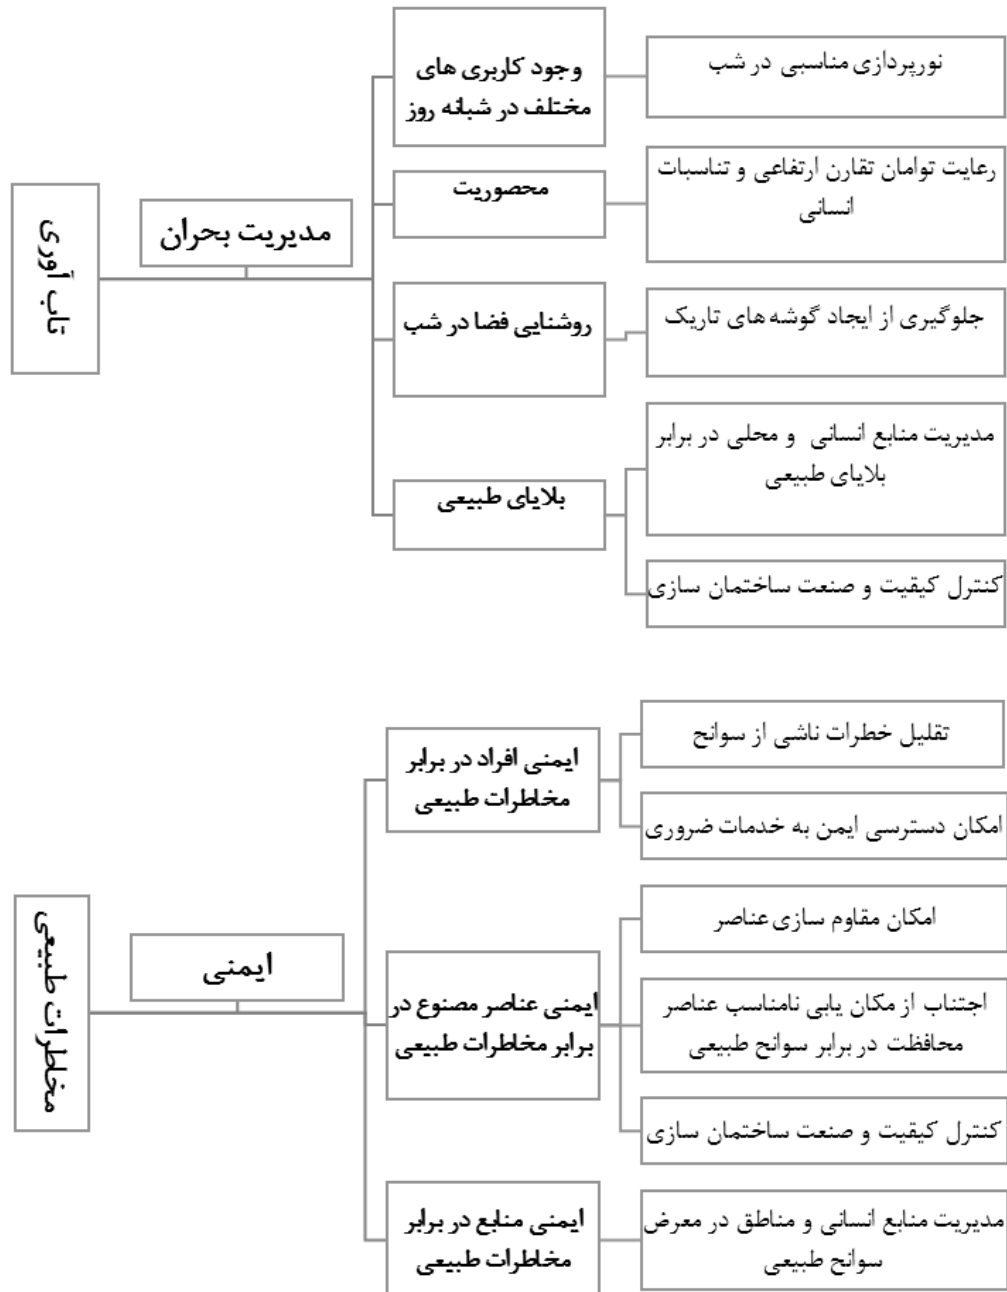 تاب آوری
مدیریت بحران
وجود کاربری های
مختلف در شبانه روز
نورپردازی مناسبی در شب
محصوریت
رعایت توامان تقارن ارتفاعی و تناسبات
انسانی
روشنایی فضا در شب
جلوگیری از ایجاد گوشه های تاریک
بلایای طبیعی
مدیریت منابع انسانی و محلی در برابر
بلایای طبیعی
کنترل کیقیت و صنعت ساختمان سازی
مخاطرات طبیعی
ایمنی
ایمنی افراد در برابر
مخاطرات طبیعی
تقلیل خطرات ناشی از سوانح
امکان دسترسی ایمن به خدمات ضروری
ایمنی عناصر مصنوع در
برابر مخاطرات طبیعی
امکان مقاوم سازی عناصر
اجتناب از مکان یابی نامناسب عناصر
محافظت در برابر سوانح طبیعی
کنترل کیقیت و صنعت ساختمان سازی
ایمنی منابع در برابر
مخاطرات طبیعی
مدیریت منابع انسانی و مناطق در معرض
سوانح طبیعی